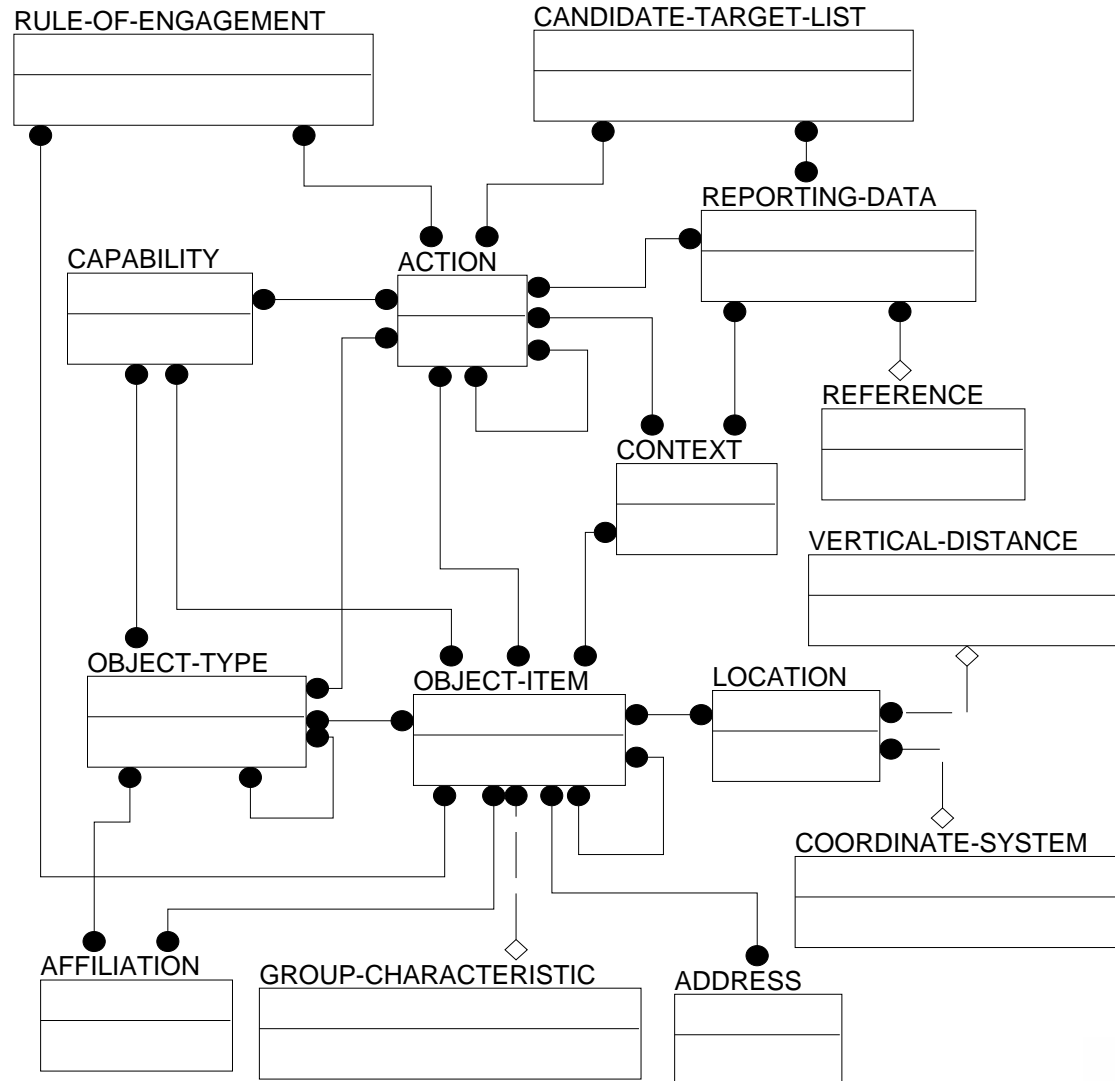 RULE-OF-ENGAGEMENT
CANDIDATE-TARGET-LIST
REPORTING-DATA
CAPABILITY
ACTION
REFERENCE
CONTEXT
VERTICAL-DISTANCE
OBJECT-TYPE
OBJECT-ITEM
LOCATION
COORDINATE-SYSTEM
AFFILIATION
GROUP-CHARACTERISTIC
ADDRESS